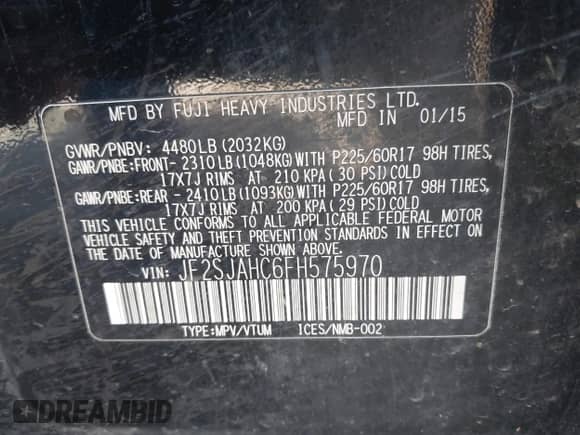 MFD BY FUJI HEAVY INDUSTRIES LTD.
MFD IN 01/15
GVWR/PNBV: 4480LB (2032KG)
GAWR/PNBE:FRONT- 2310LB (1048KG)WITH P225/60R17 98H TIRES,
17X7J RIMS AT 210 KPA ( 30 PSI)COLD
GAWR/PNBE:REAR - 2410LB (1093KG)WITH P225/60R17 98H TIRES,
17X7J RIMS AT 200 KPA ( 29 PSI)COLD
THIS VEHICLE CONFORMS TO ALL APPLICABLE FEDERAL MOTOR
VEHICLE SAFETY AND THEFT PREVENTION STANDARDS IN EFFECT ON
THE DATE OF MANUFACTURE SHOWN ABOVE.
VIN: JF2SJAHC6FH575970
TYPE:MPV/VTUM ICES/NMB-002
DREAMBID